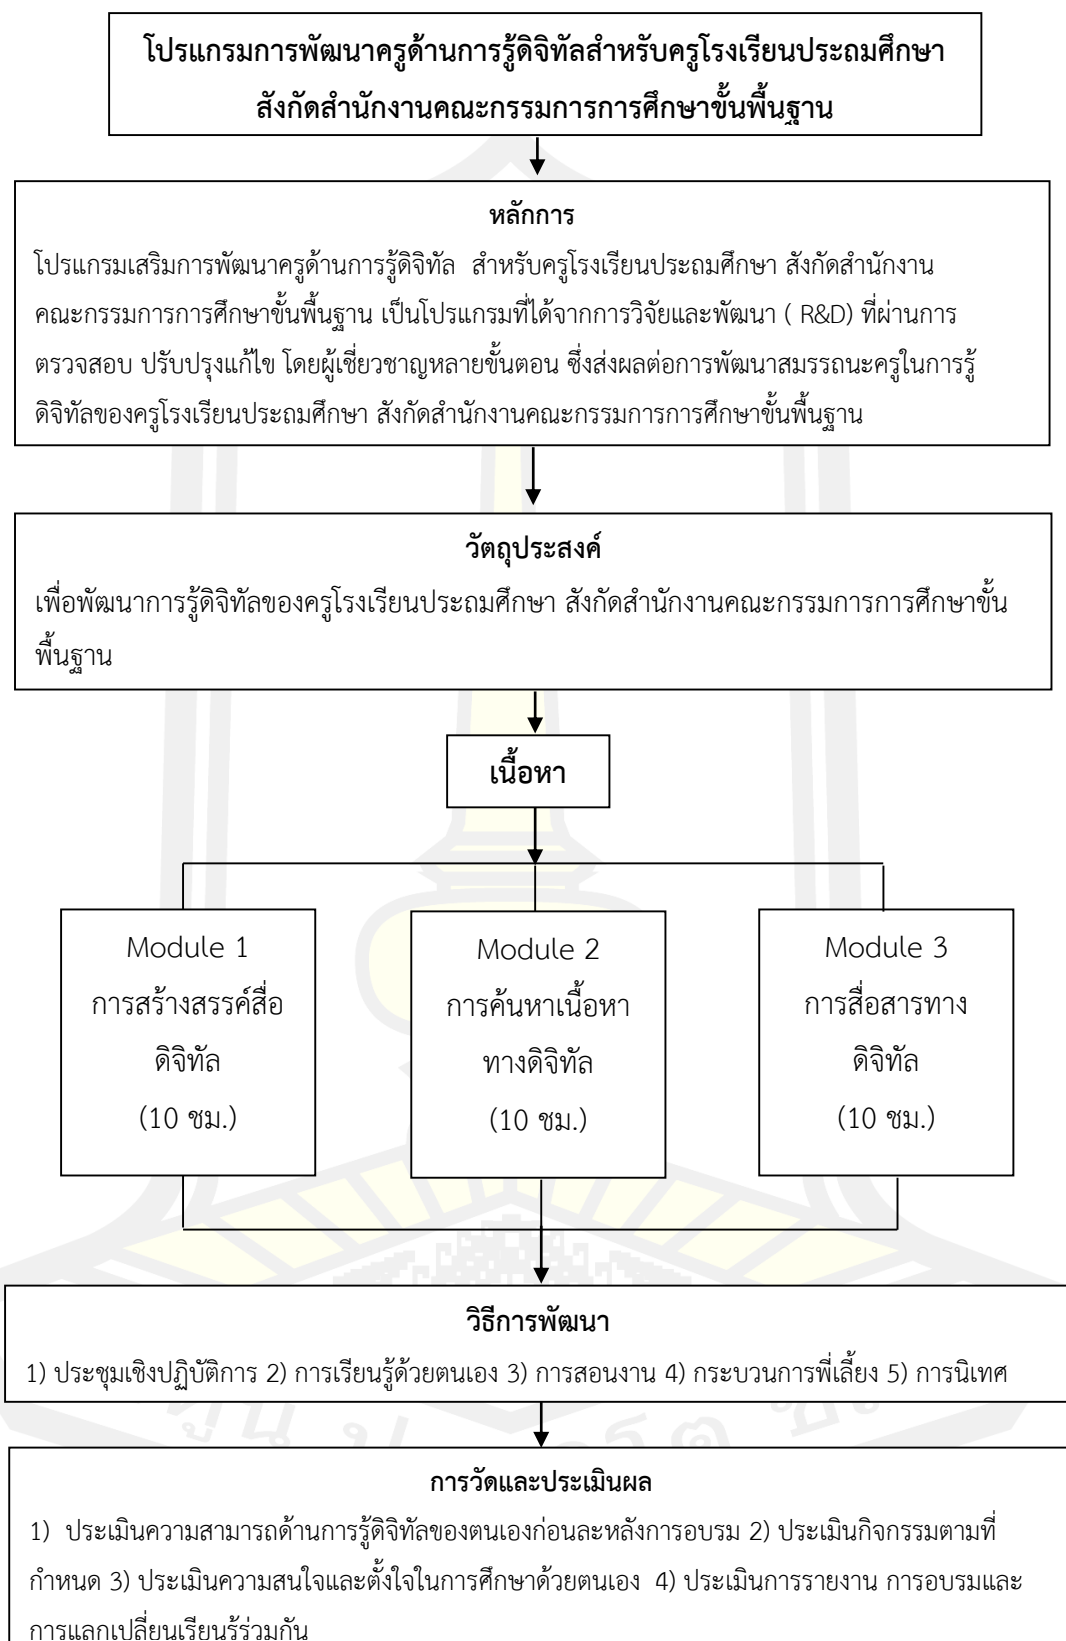 โปรแกรมการพัฒนาครูด้านการรู้ดิจิทัลสำหรับครูโรงเรียนประถมศึกษา
สังกัดสำนักงานคณะกรรมการการศึกษาขั้นพื้นฐาน
หลักการ
โปรแกรมเสริมการพัฒนาครูด้านการรู้ดิจิทัล สำหรับครูโรงเรียนประถมศึกษา สังกัดสำนักงาน
คณะกรรมการการศึกษาขั้นพื้นฐาน เป็นโปรแกรมที่ได้จากการวิจัยและพัฒนา ( R&D) ที่ผ่านการ
ตรวจสอบ ปรับปรุงแก้ไข โดยผู้เชี่ยวชาญหลายขั้นตอน ซึ่งส่งผลต่อการพัฒนาสมรรถนะครูในการรู้
ดิจิทัลของครูโรงเรียนประถมศึกษา สังกัดสำนักงานคณะกรรมการการศึกษาขั้นพื้นฐาน
วัตถุประสงค์
เพื่อพัฒนาการรู้ดิจิทัลของครูโรงเรียนประถมศึกษา สังกัดสำนักงานคณะกรรมการการศึกษาขั้น
พื้นฐาน
เนื้อหา
Module 1
การสร้างสรรค์สื่อ
ดิจิทัล
(10 ชม.)
Module 2
การค้นหาเนื้อหา
ทางดิจิทัล
(10 ชม.)
Module 3
การสื่อสารทาง
ดิจิทัล
(10 ชม.)
วิธีการพัฒนา
1) ประชุมเชิงปฏิบัติการ 2) การเรียนรู้ด้วยตนเอง 3) การสอนงาน 4) กระบวนการพี่เลี้ยง 5) การนิเทศ
การวัดและประเมินผล
1) ประเมินความสามารถด้านการรู้ดิจิทัลของตนเองก่อนละหลังการอบรม 2) ประเมินกิจกรรมตามที่
กำหนด 3) ประเมินความสนใจและตั้งใจในการศึกษาด้วยตนเอง 4) ประเมินการรายงาน การอบรมและ
การแลกเปลี่ยนเรียนรู้ร่วมกัน